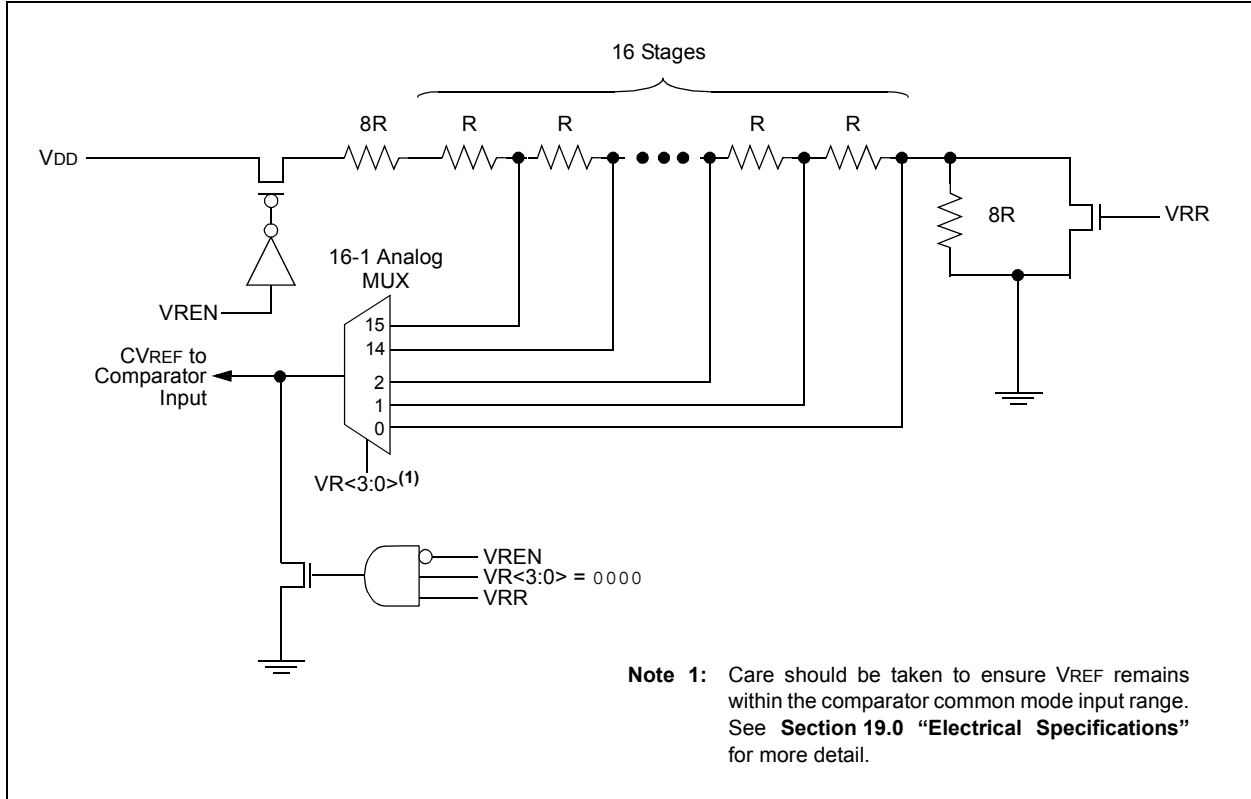 16 Stages
8R
R
R
R
R
VDD
8R
VRR
16-1 Analog
MUX
VREN
15
14
2
1
0
CVREF to
Comparator
Input
VR<3:0>(1)
VREN
VR<3:0> = 0000
VRR
Note 1: Care should be taken to ensure VREF remains
within the comparator common mode input range.
See Section 19.0 “Electrical Specifications”
for more detail.